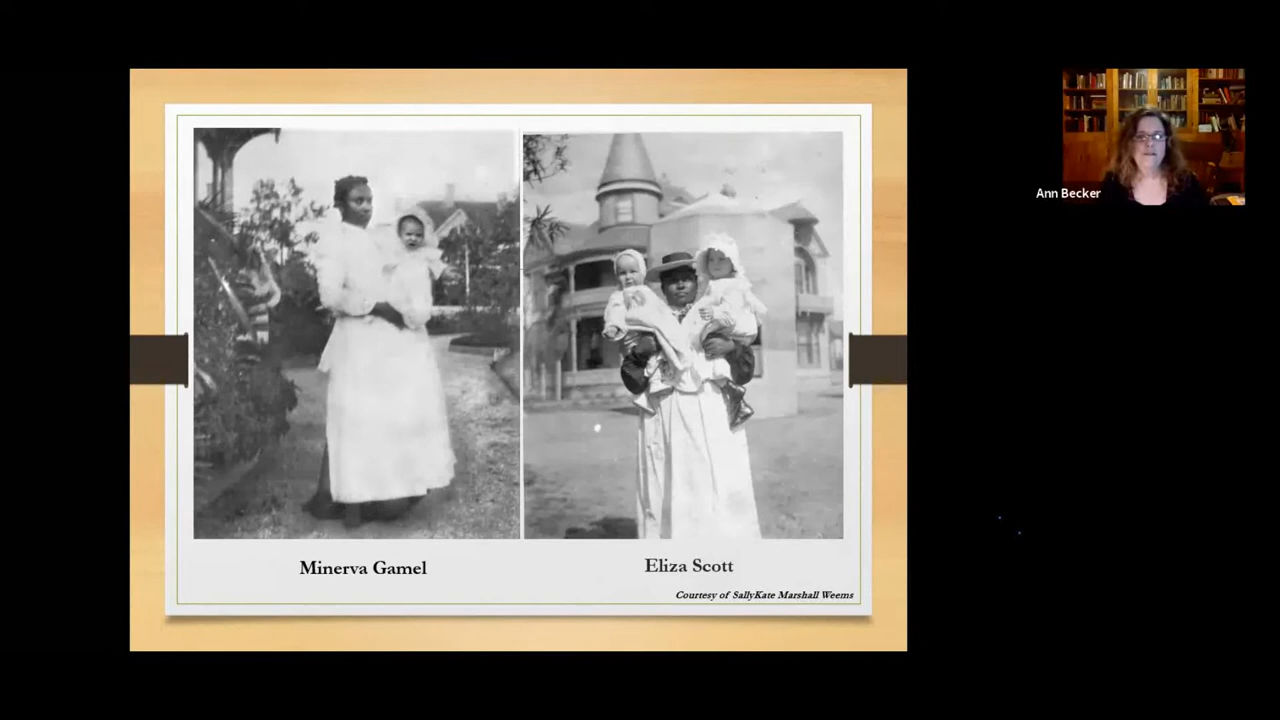 Ann Becker
Minerva Gamel
Eliza Scott
Courtesy of SallyKate Marshall Weems